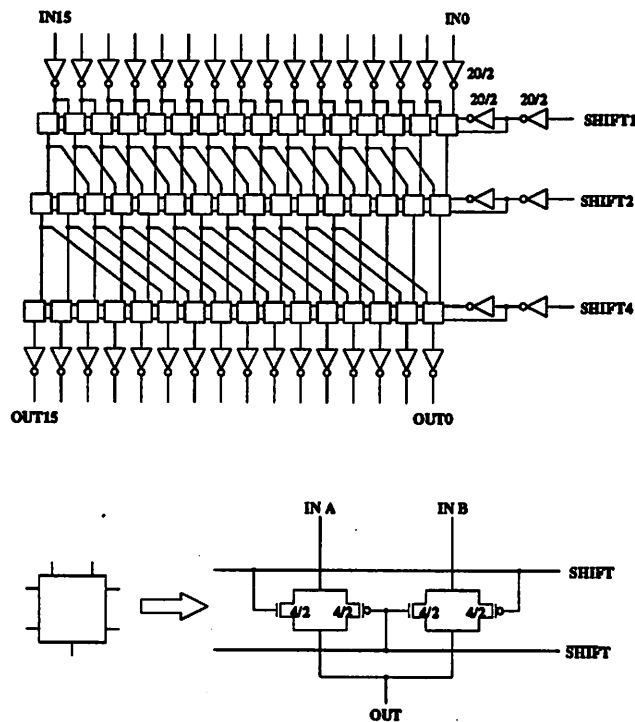 IN15 IN0
20/2
20/2 20/2
SHIFT1
SHIFT2
SHIFT4
OUT15 OUT0
IN A IN B
SHIFT
4/2 4/2 4/2 4/2
SHIFT
OUT